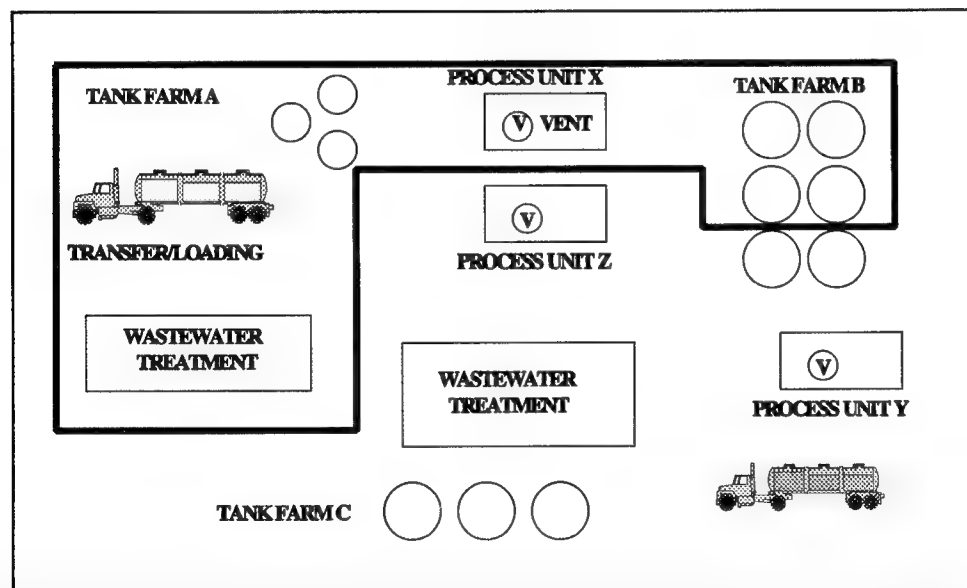 PROCESS UNIT X
TANK FARM A
TANK FARM B
V VENT
V
TRANSFER/LOADING
PROCESS UNIT Z
WASTEWATER
TREATMENT
WASTEWATER
TREATMENT
V
PROCESS UNIT Y
TANK FARM C